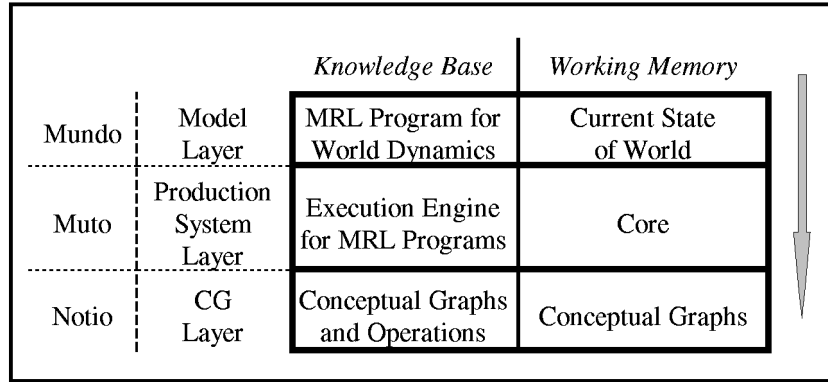 Knowledge Base Working Memory
Mundo
Model
Layer
MRL Program for
World Dynamics
Current State
of World
Muto
Production
System
Layer
Execution Engine
for MRL Programs
Core
Notio
CG
Layer
Conceptual Graphs
and Operations
Conceptual Graphs